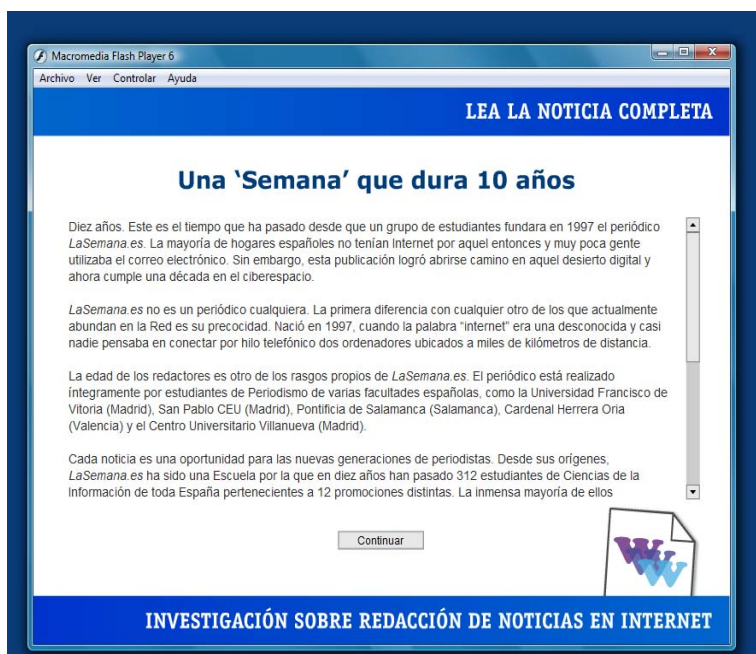 Macromedia Flash Player 6
Archivo Ver Controlar Ayuda
LEA LA NOTICIA COMPLETA
Una ‘Semana’ que dura 10 años
Diez años. Este es el tiempo que ha pasado desde que un grupo de estudiantes fundara en 1997 el periódico
LaSemana.es. La mayoría de hogares españoles no tenían Internet por aquel entonces y muy poca gente
utilizaba el correo electrónico. Sin embargo, esta publicación logró abrirse camino en aquel desierto digital y
ahora cumple una década en el ciberespacio.
LaSemana.es no es un periódico cualquiera. La primera diferencia con cualquier otro de los que actualmente
abundan en la Red es su precocidad. Nació en 1997, cuando la palabra “internet” era una desconocida y casi
nadie pensaba en conectar por hilo telefónico dos ordenadores ubicados a miles de kilómetros de distancia.
La edad de los redactores es otro de los rasgos propios de LaSemana.es. El periódico está realizado
íntegramente por estudiantes de Periodismo de varias facultades españolas, como la Universidad Francisco de
Vitoria (Madrid), San Pablo CEU (Madrid), Pontificia de Salamanca (Salamanca), Cardenal Herrera Oria
(Valencia) y el Centro Universitario Villanueva (Madrid).
Cada noticia es una oportunidad para las nuevas generaciones de periodistas. Desde sus orígenes,
LaSemana.es ha sido una Escuela por la que en diez años han pasado 312 estudiantes de Ciencias de la
Información de toda España pertenecientes a 12 promociones distintas. La inmensa mayoría de ellos
Continuar
WWW
INVESTIGACIÓN SOBRE REDACCIÓN DE NOTICIAS EN INTERNET